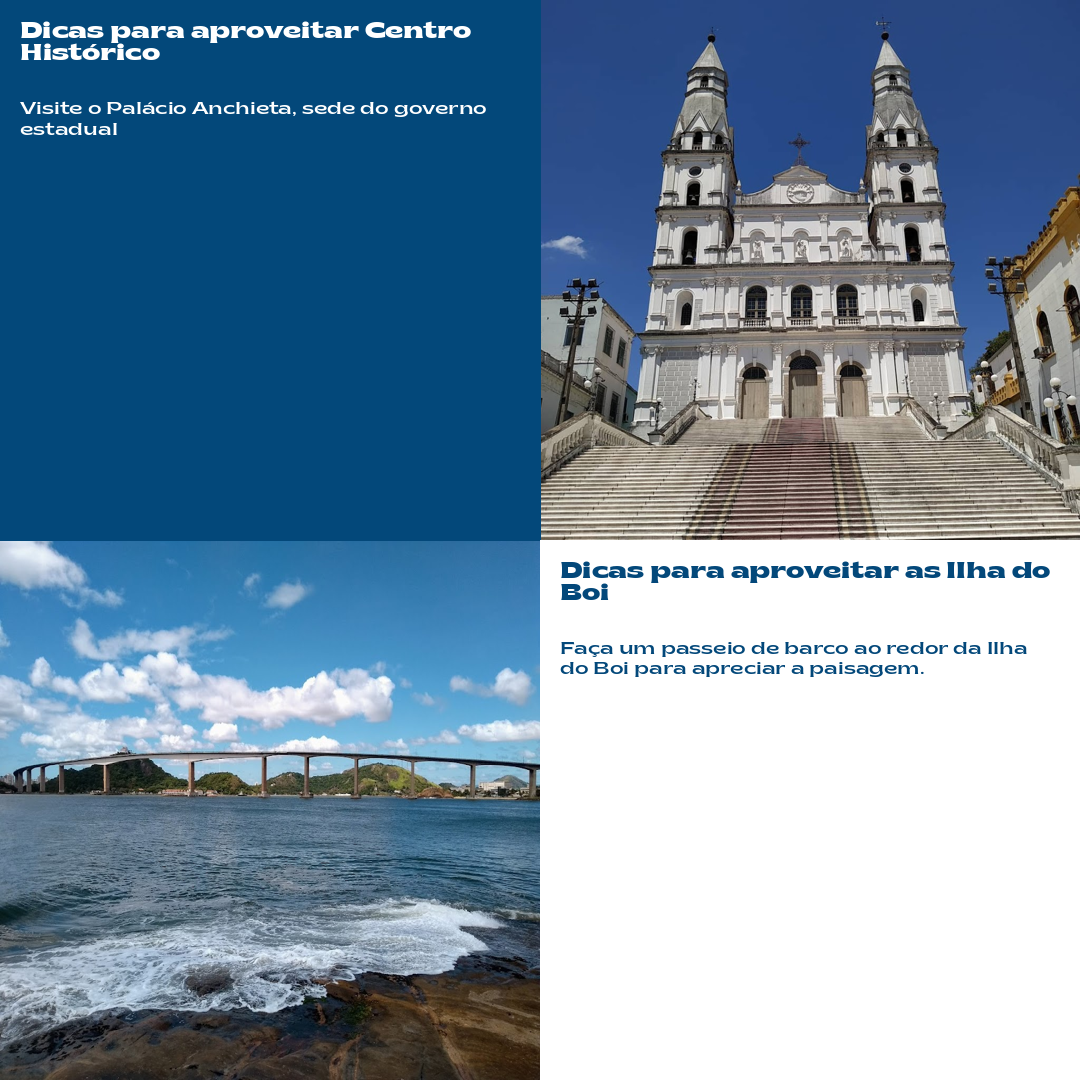 Dicas para aproveitar Centro
Histórico
Visite o Palácio Anchieta, sede do governo
estadual
Dicas para aproveitar as Ilha do
Boi
Faça um passeio de barco ao redor da Ilha
do Boi para apreciar a paisagem.